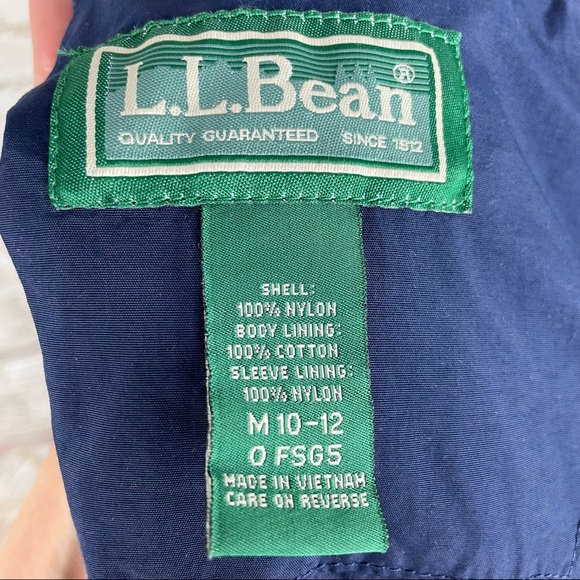 L.L.Bean®
QUALITY GUARANTEED SINCE 1912
SHELL:
100% NYLON
BODY LINING:
100% COTTON
SLEEVE LINING:
100% NYLON
M 10-12
0 FSG5
MADE IN VIETNAM
CARE ON REVERSE